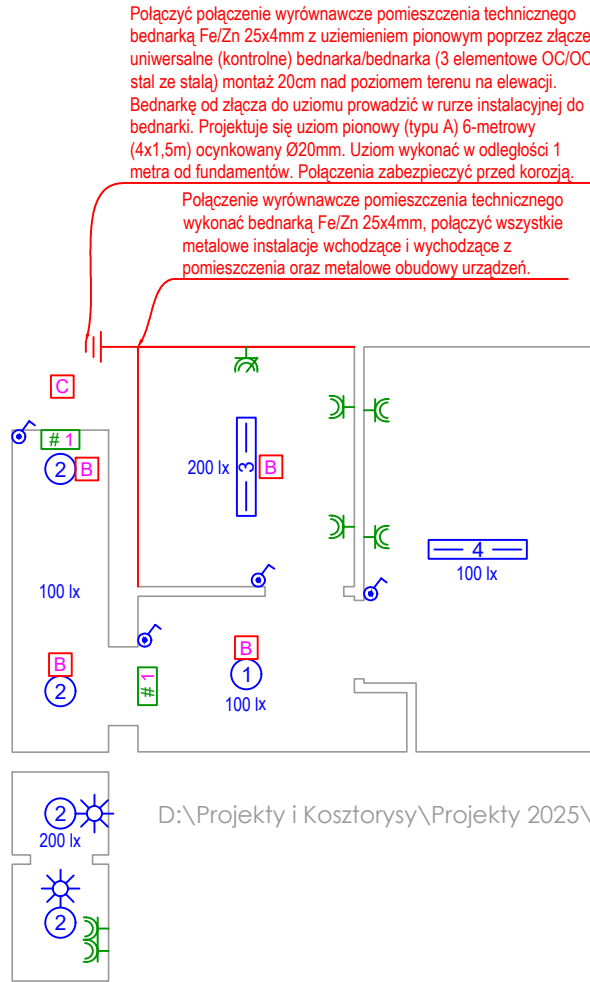 Połączyć połączenie wyrównawcze pomieszczenia technicznego
bednarką Fe/Zn 25x4mm z uziemieniem pionowym poprzez złącze
uniwersalne (kontrolne) bednarka/bednarka (3 elementowe OC/OC
stal ze stalą) montaż 20cm nad poziomem terenu na elewacji.
Bednarkę od złącza do uziomu prowadzić w rurze instalacyjnej do
bednarki. Projektuje się uziom pionowy (typu A) 6-metrowy
(4x1,5m) ocynkowany Ø20mm. Uziom wykonać w odległości 1
metra od fundamentów. Połączenia zabezpieczyć przed korozją.
Połączenie wyrównawcze pomieszczenia technicznego
wykonać bednarką Fe/Zn 25x4mm, połączyć wszystkie
metalowe instalacje wchodzące i wychodzące z
pomieszczenia oraz metalowe obudowy urządzeń.
C
# 1
2 B
200 lx 3 B
4
100 lx
100 lx
B
2
# 1
B
1
100 lx
2
200 lx
D:\Projekty i Kosztorysy\Projekty 2025\
2